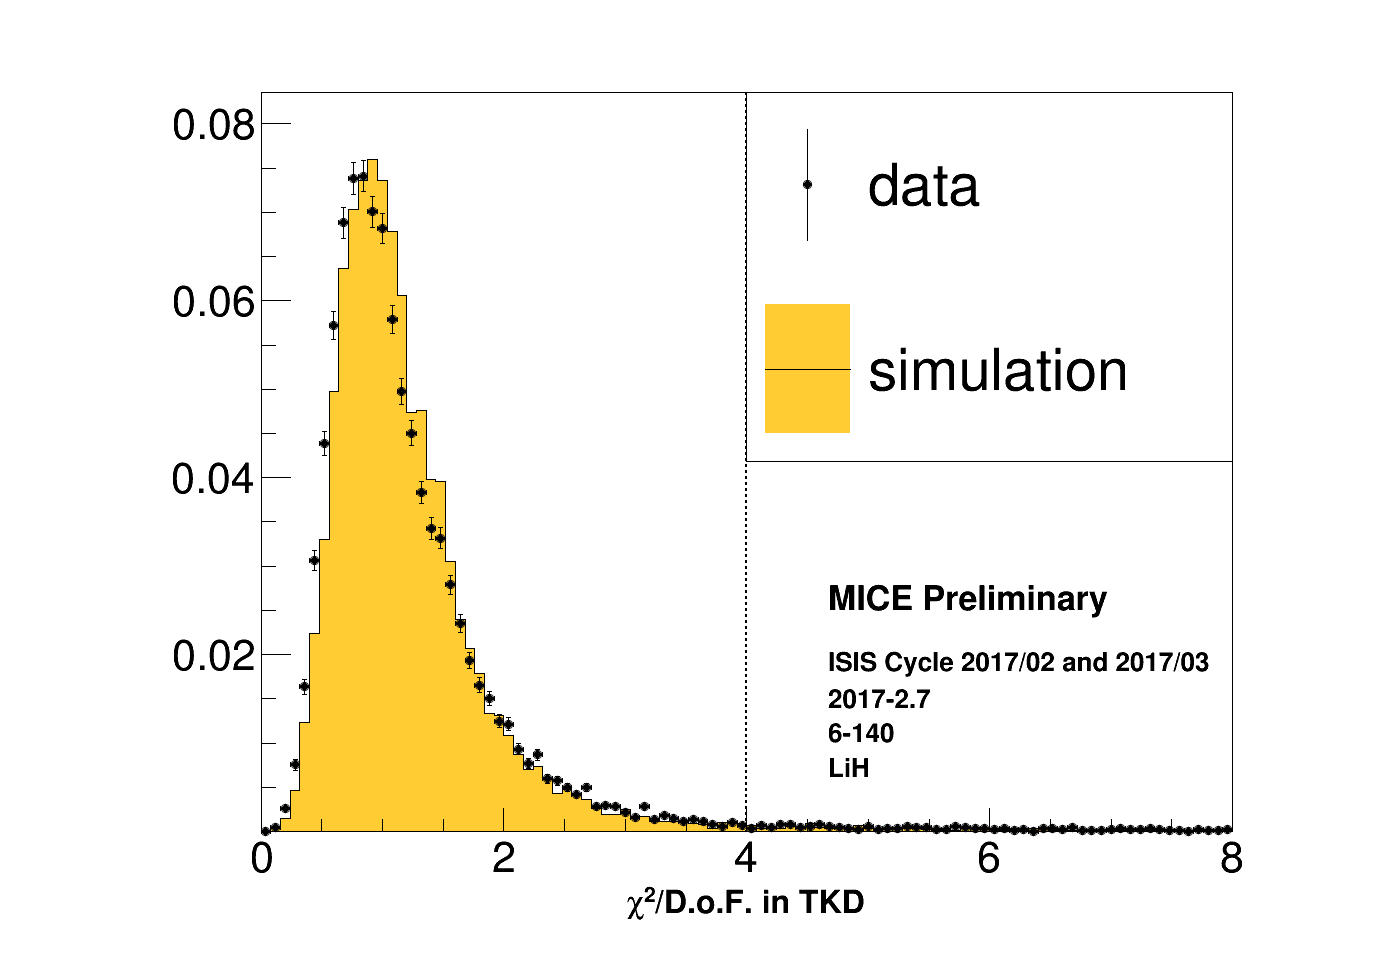 0.08
0.06
0.04
0.02
data
simulation
MICE Preliminary
ISIS Cycle 2017/02 and 2017/03
2017-2.7
6-140
LiH
0 2 4 6 8
χ²/D.o.F. in TKD